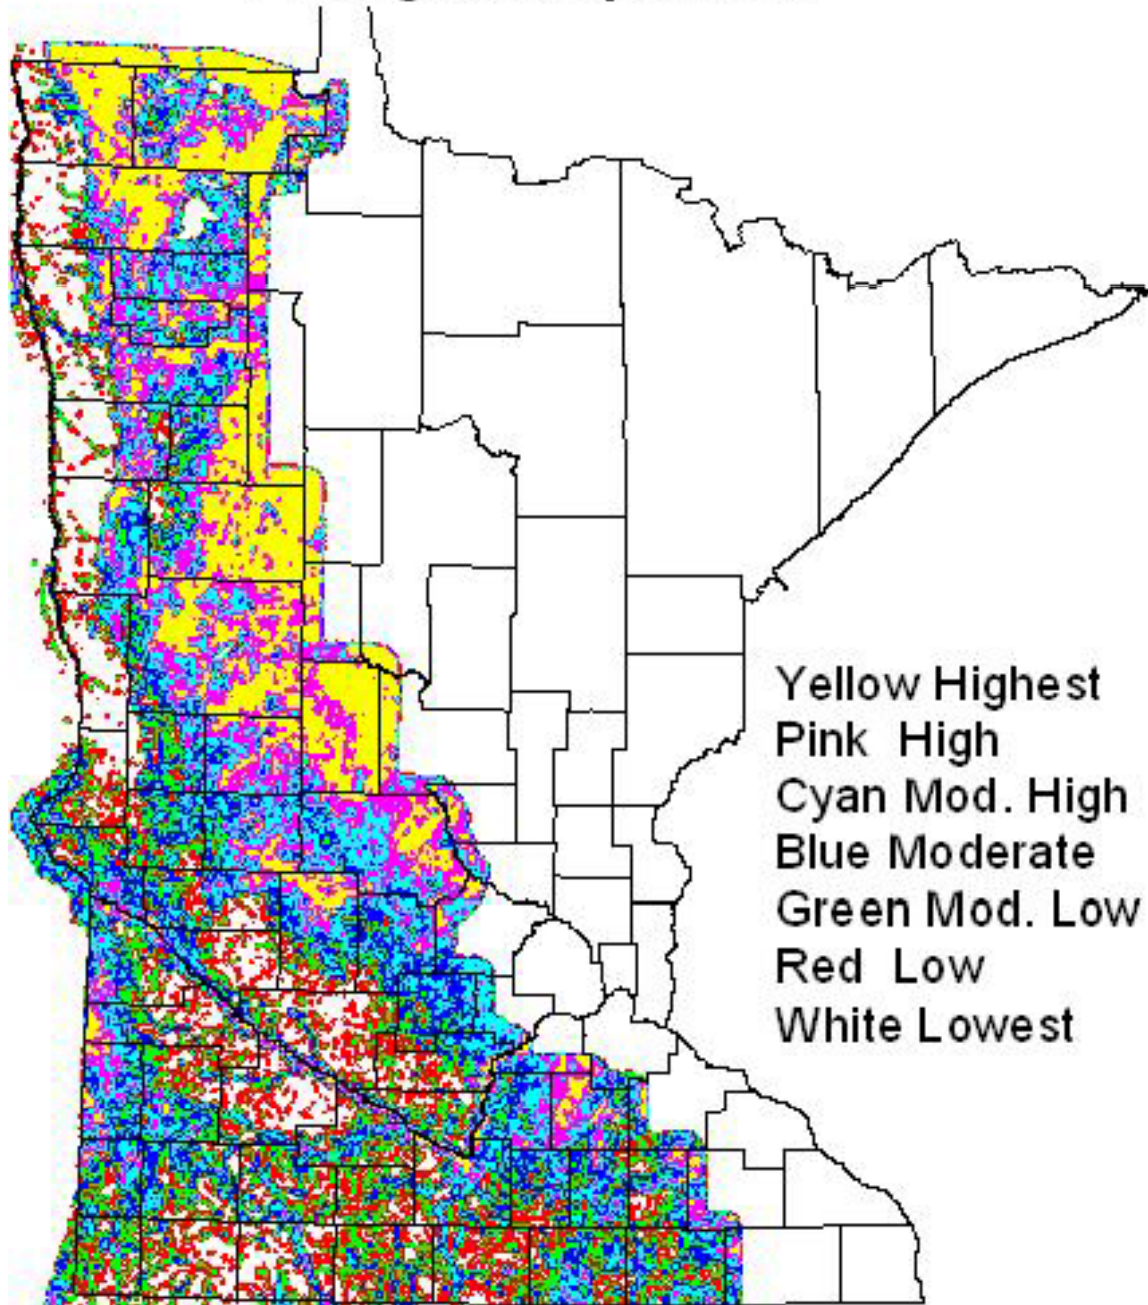 Yellow Highest
Pink High
Cyan Mod. High
Blue Moderate
Green Mod. Low
Red Low
White Lowest